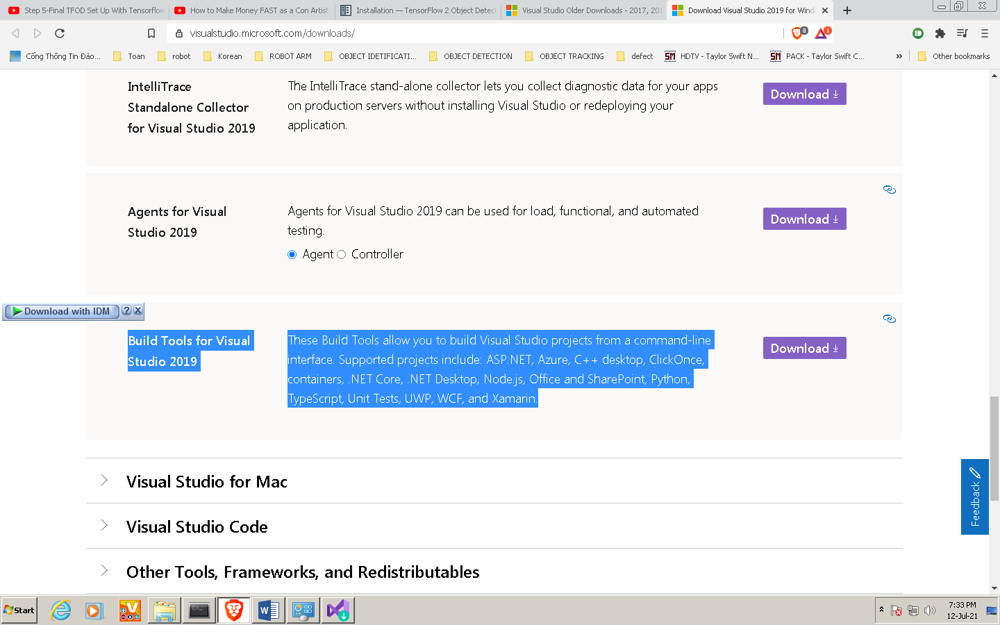 Step 5-Final TFOD Set Up With Tensorflow
How to Make Money FAST as a Con Artist
Installation — TensorFlow 2 Object Detect
Visual Studio Older Downloads - 2017, 201
Download Visual Studio 2019 for Wind
visualstudio.microsoft.com/downloads/
8
1
Cổng Thông Tin Đào...
Toan
robot
Korean
ROBOT ARM
OBJECT IDETIFICATI...
OBJECT DETECTION
OBJECT TRACKING
defect
SM
HDTV - Taylor Swift N...
SM
PACK - Taylor Swift C...
»
Other bookmarks
IntelliTrace
Standalone Collector
for Visual Studio 2019
The IntelliTrace stand-alone collector lets you collect diagnostic data for your apps
on production servers without installing Visual Studio or redeploying your
application.
Download
Agents for Visual
Studio 2019
Agents for Visual Studio 2019 can be used for load, functional, and automated
testing.
Agent Controller
Download
Download with IDM
?
Build Tools for Visual
Studio 2019
These Build Tools allow you to build Visual Studio projects from a command-line
interface. Supported projects include: ASP.NET, Azure, C++ desktop, ClickOnce,
containers, .NET Core, .NET Desktop, Node.js, Office and SharePoint, Python,
TypeScript, Unit Tests, UWP, WCF, and Xamarin.
Download
Visual Studio for Mac
Visual Studio Code
Other Tools, Frameworks, and Redistributables
Feedback
Start
7:33 PM
12-Jul-21